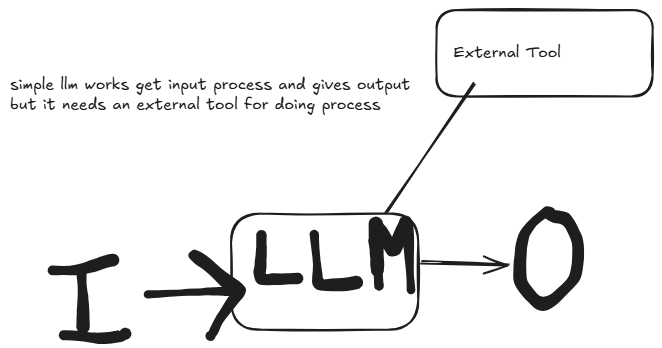 External Tool
simple llm works get input process and gives output
but it needs an external tool for doing process
I
LLM
O